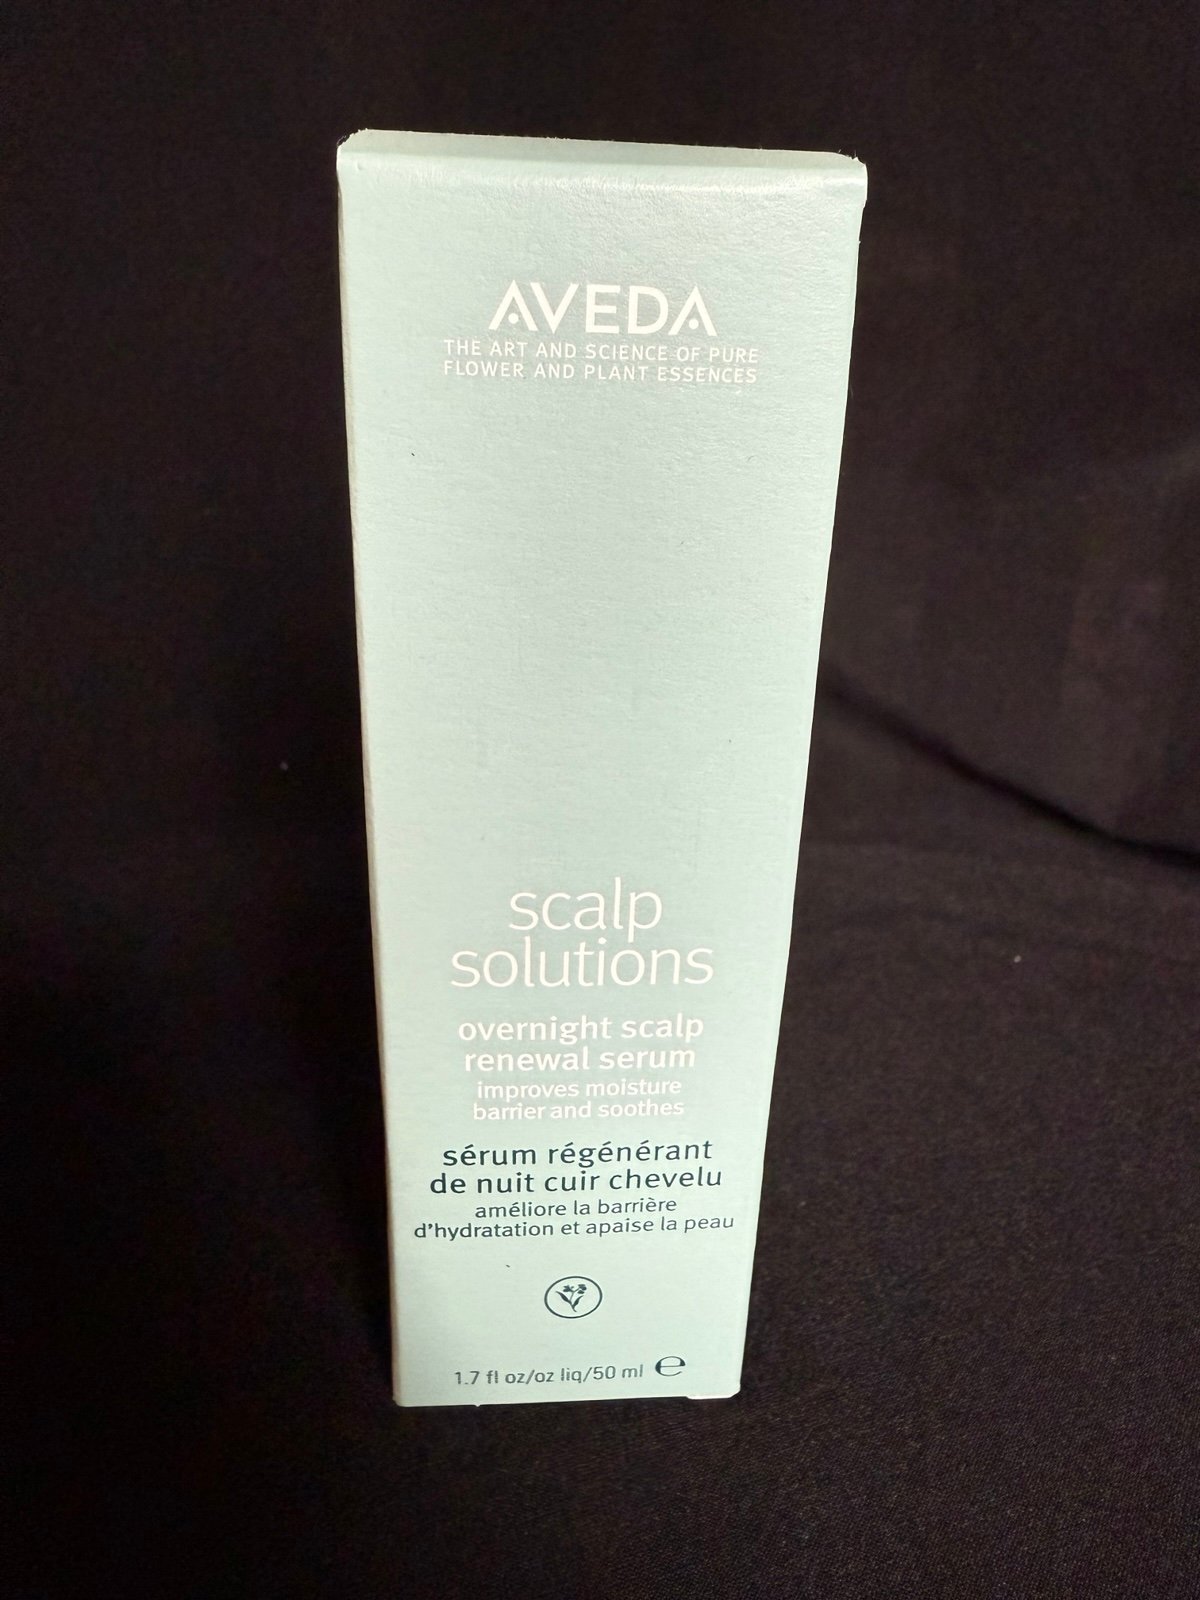 AVEDA
THE ART AND SCIENCE OF PURE
FLOWER AND PLANT ESSENCES
scalp
solutions
overnight scalp
renewal serum
improves moisture
barrier and soothes
sérum régénérant
de nuit cuir chevelu
améliore la barrière
d'hydratation et apaise la peau
1.7 fl oz/oz liq/50 ml ℮